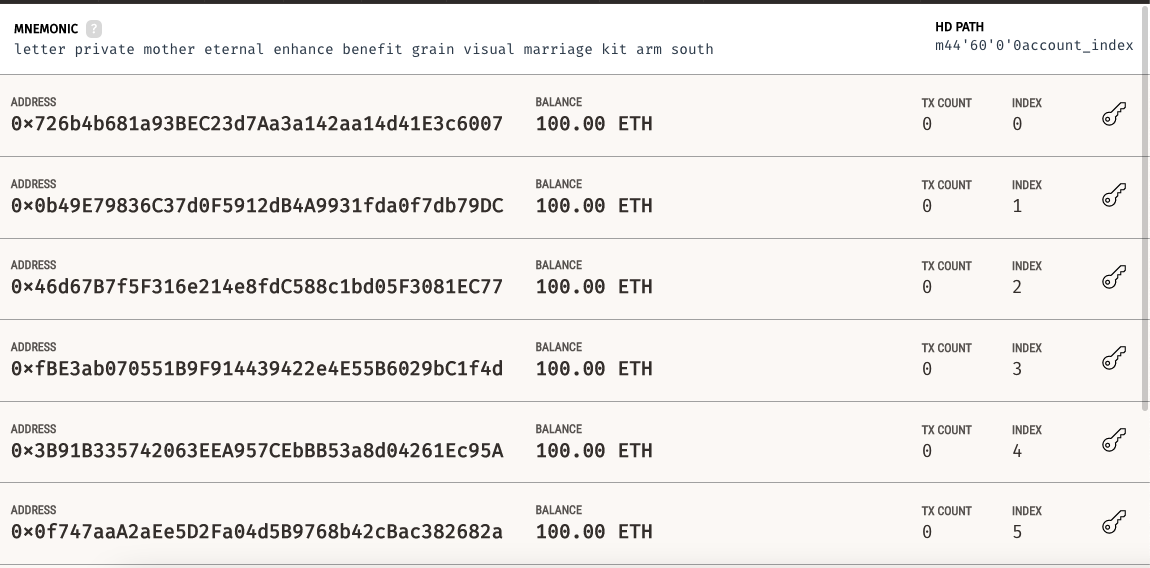 MNEMONIC ?
letter private mother eternal enhance benefit grain visual marriage kit arm south
HD PATH
m44'60'0'0account_index
ADDRESS BALANCE TX COUNT INDEX
0×726b4b681a93BEC23d7Aa3a142aa14d41E3c6007 100.00 ETH 0 0
ADDRESS BALANCE TX COUNT INDEX
0×0b49E79836C37d0F5912dB4A9931fda0f7db79DC 100.00 ETH 0 1
ADDRESS BALANCE TX COUNT INDEX
0×46d67B7f5F316e214e8fdC588c1bd05F3081EC77 100.00 ETH 0 2
ADDRESS BALANCE TX COUNT INDEX
0×fBE3ab070551B9F914439422e4E55B6029bC1f4d 100.00 ETH 0 3
ADDRESS BALANCE TX COUNT INDEX
0×3B91B335742063EEA957CEbBB53a8d04261Ec95A 100.00 ETH 0 4
ADDRESS BALANCE TX COUNT INDEX
0×0f747aaA2aEe5D2Fa04d5B9768b42cBac382682a 100.00 ETH 0 5